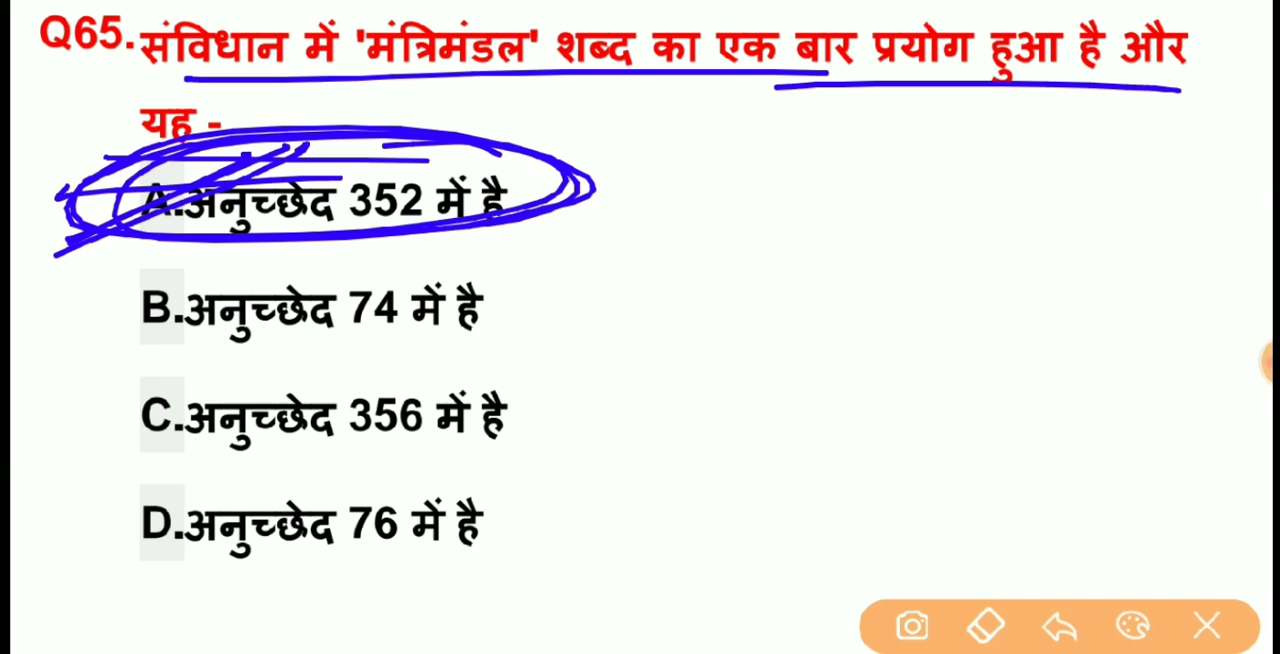 Q65. संविधान में 'मंत्रिमंडल' शब्द का एक बार प्रयोग हुआ है और
यह -
A.अनुच्छेद 352 में है
B.अनुच्छेद 74 में है
C.अनुच्छेद 356 में है
D.अनुच्छेद 76 में है